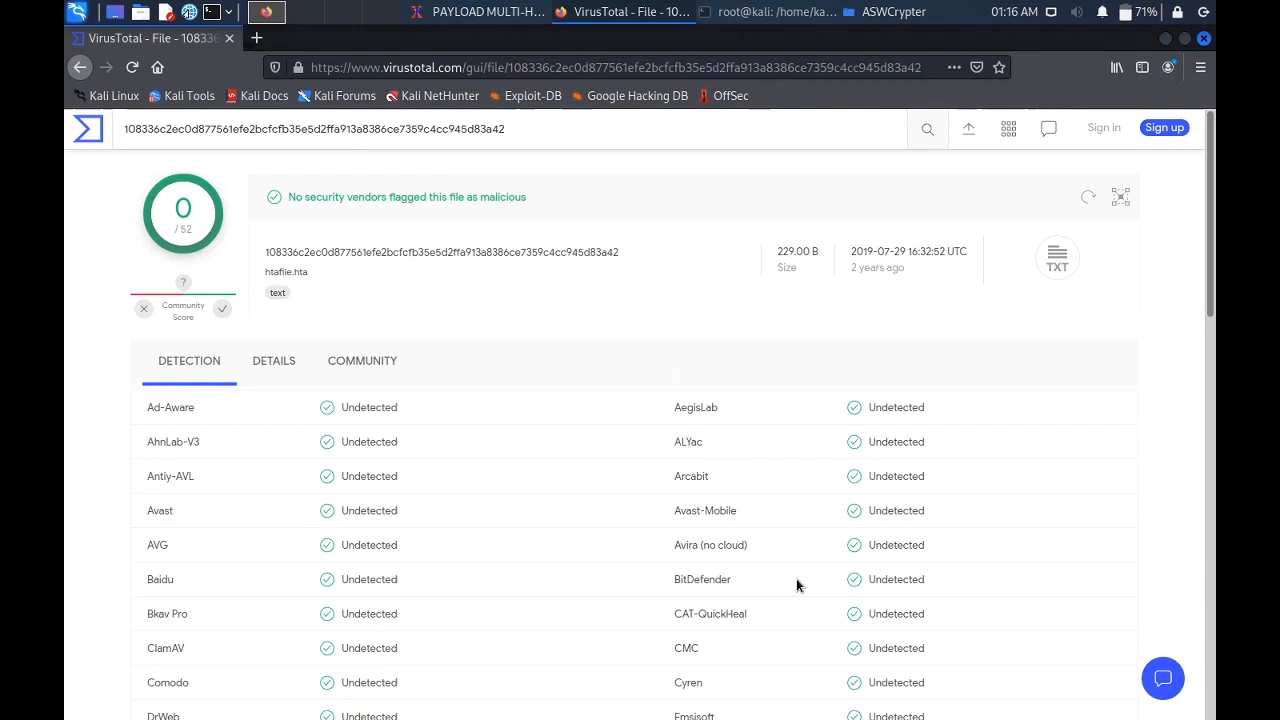 PAYLOAD MULTI-H...
VirusTotal - File - 10...
root@kali: /home/ka...
ASWCrypter
01:16 AM
71%
VirusTotal - File - 10833
https://www.virustotal.com/gui/file/108336c2ec0d877561efe2bcfcfb35e5d2ffa913a8386ce7359c4cc945d83a42
Kali Linux
Kali Tools
Kali Docs
Kali Forums
Kali NetHunter
Exploit-DB
Google Hacking DB
OffSec
108336c2ec0d877561efe2bcfcfb35e5d2ffa913a8386ce7359c4cc945d83a42
Sign in
Sign up
0
/ 52
No security vendors flagged this file as malicious
108336c2ec0d877561efe2bcfcfb35e5d2ffa913a8386ce7359c4cc945d83a42
htafile.hta
text
229.00 B
Size
2019-07-29 16:32:52 UTC
2 years ago
TXT
?
Community
Score
DETECTION
DETAILS
COMMUNITY
Ad-Aware Undetected AegisLab Undetected
AhnLab-V3 Undetected ALYac Undetected
Antiy-AVL Undetected Arcabit Undetected
Avast Undetected Avast-Mobile Undetected
AVG Undetected Avira (no cloud) Undetected
Baidu Undetected BitDefender Undetected
Bkav Pro Undetected CAT-QuickHeal Undetected
ClamAV Undetected CMC Undetected
Comodo Undetected Cyren Undetected
DrWeb Undetected Emsisoft Undetected